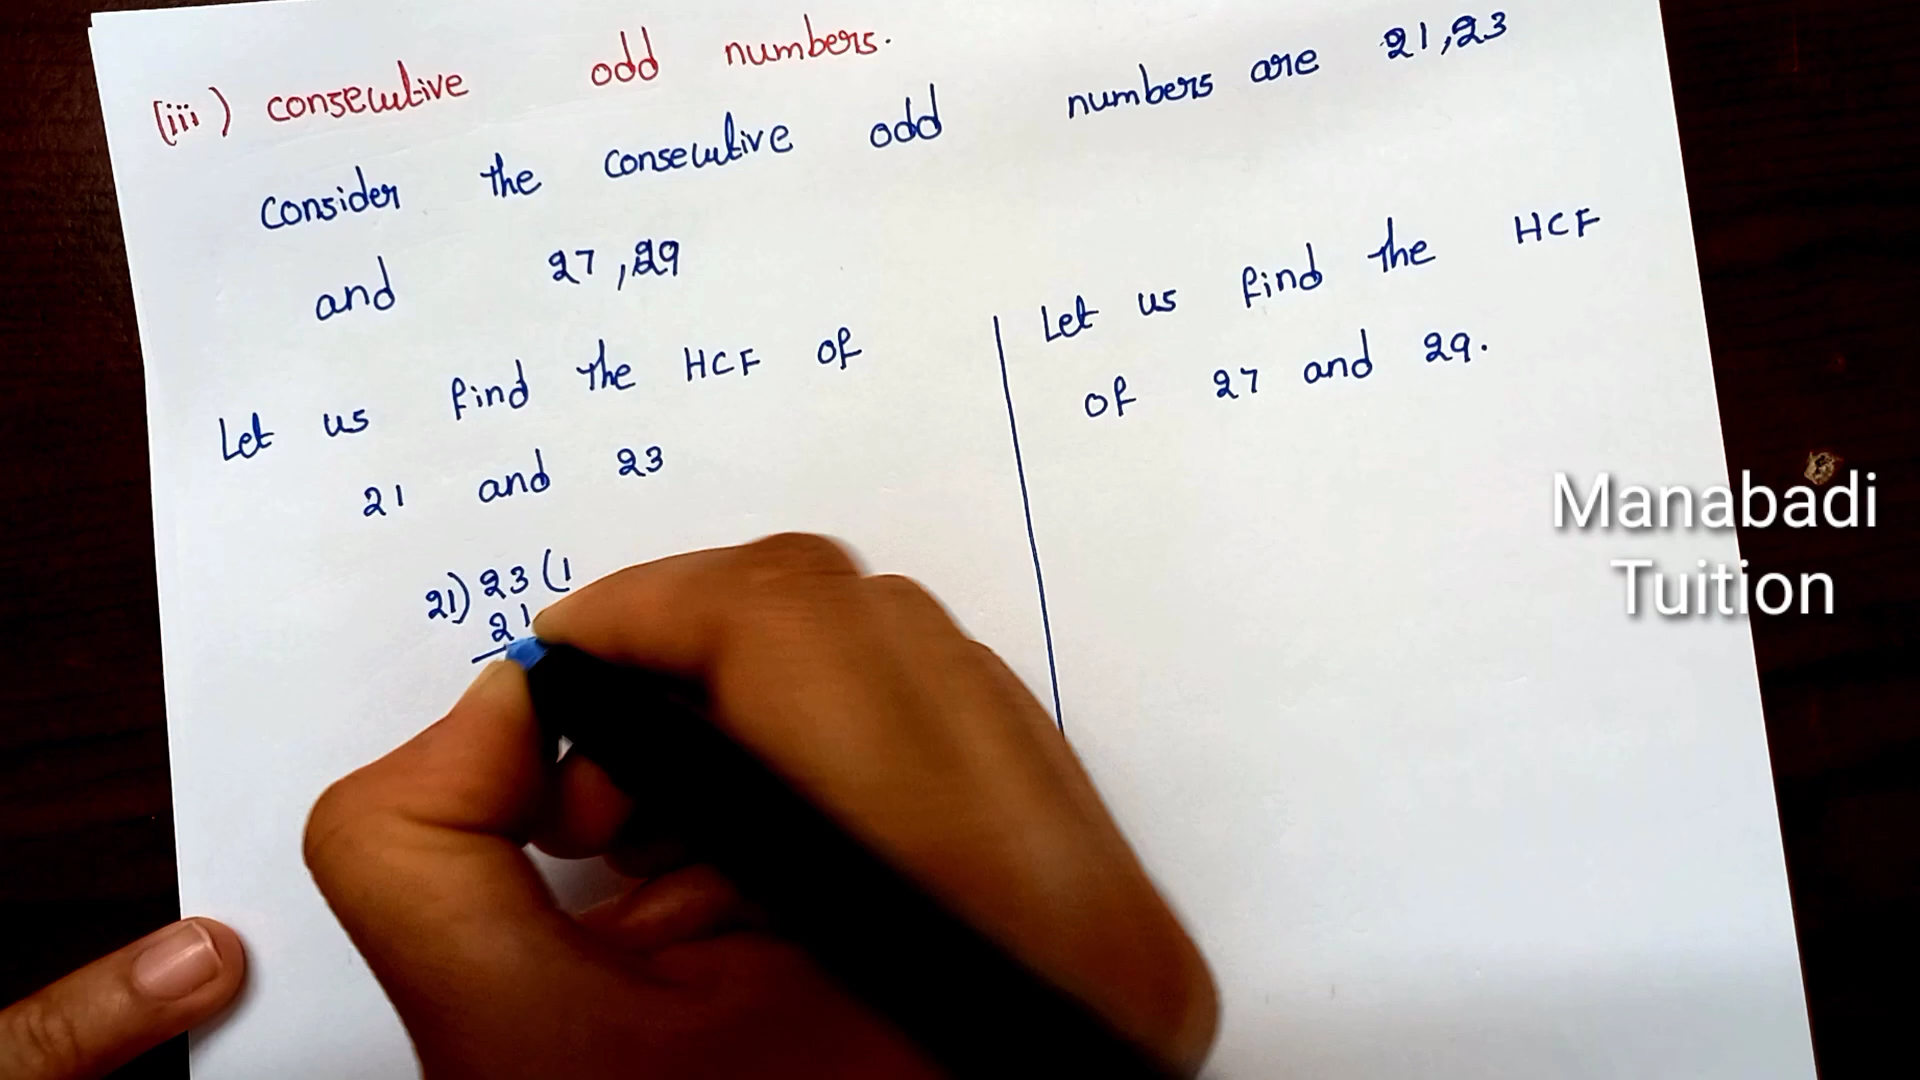 (iii) consecutive odd numbers.
consider the consecutive odd numbers are 21,23
and 27,29
Let us find the HCF of
21 and 23
21) 23 (1
21
Let us find the HCF
of 27 and 29.
Manabadi
Tuition